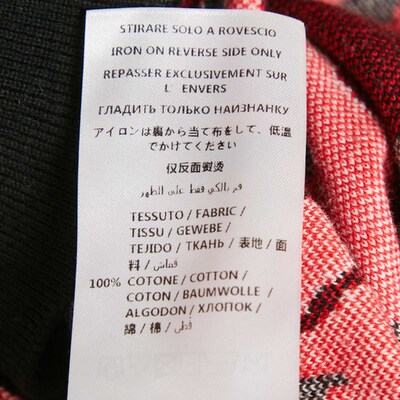 STIRARE SOLO A ROVESCIO
IRON ON REVERSE SIDE ONLY
REPASSER EXCLUSIVEMENT SUR
L' ENVERS
ГЛАДИТЬ ТОЛЬКО НАИЗНАНКУ
アイロンは裏から当て布をして、低温
でかけてください
仅反面熨烫
قم بالكي فقط على الظهر
TESSUTO / FABRIC /
TISSU / GEWEBE /
TEJIDO / ТКАНЬ / 表地 / 面
料 / قماش /
100% COTONE / COTTON /
COTON / BAUMWOLLE /
ALGODON / ХЛОПОК /
綿 / 棉 / قطن /